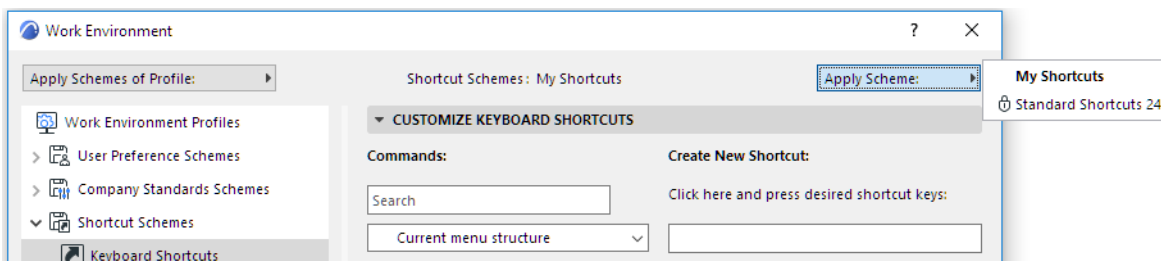 Work Environment
?
Apply Schemes of Profile:
Shortcut Schemes: My Shortcuts
Apply Scheme:
My Shortcuts
Standard Shortcuts 24
Work Environment Profiles
User Preference Schemes
Company Standards Schemes
Shortcut Schemes
Keyboard Shortcuts
CUSTOMIZE KEYBOARD SHORTCUTS
Commands:
Search
Current menu structure
Create New Shortcut:
Click here and press desired shortcut keys: